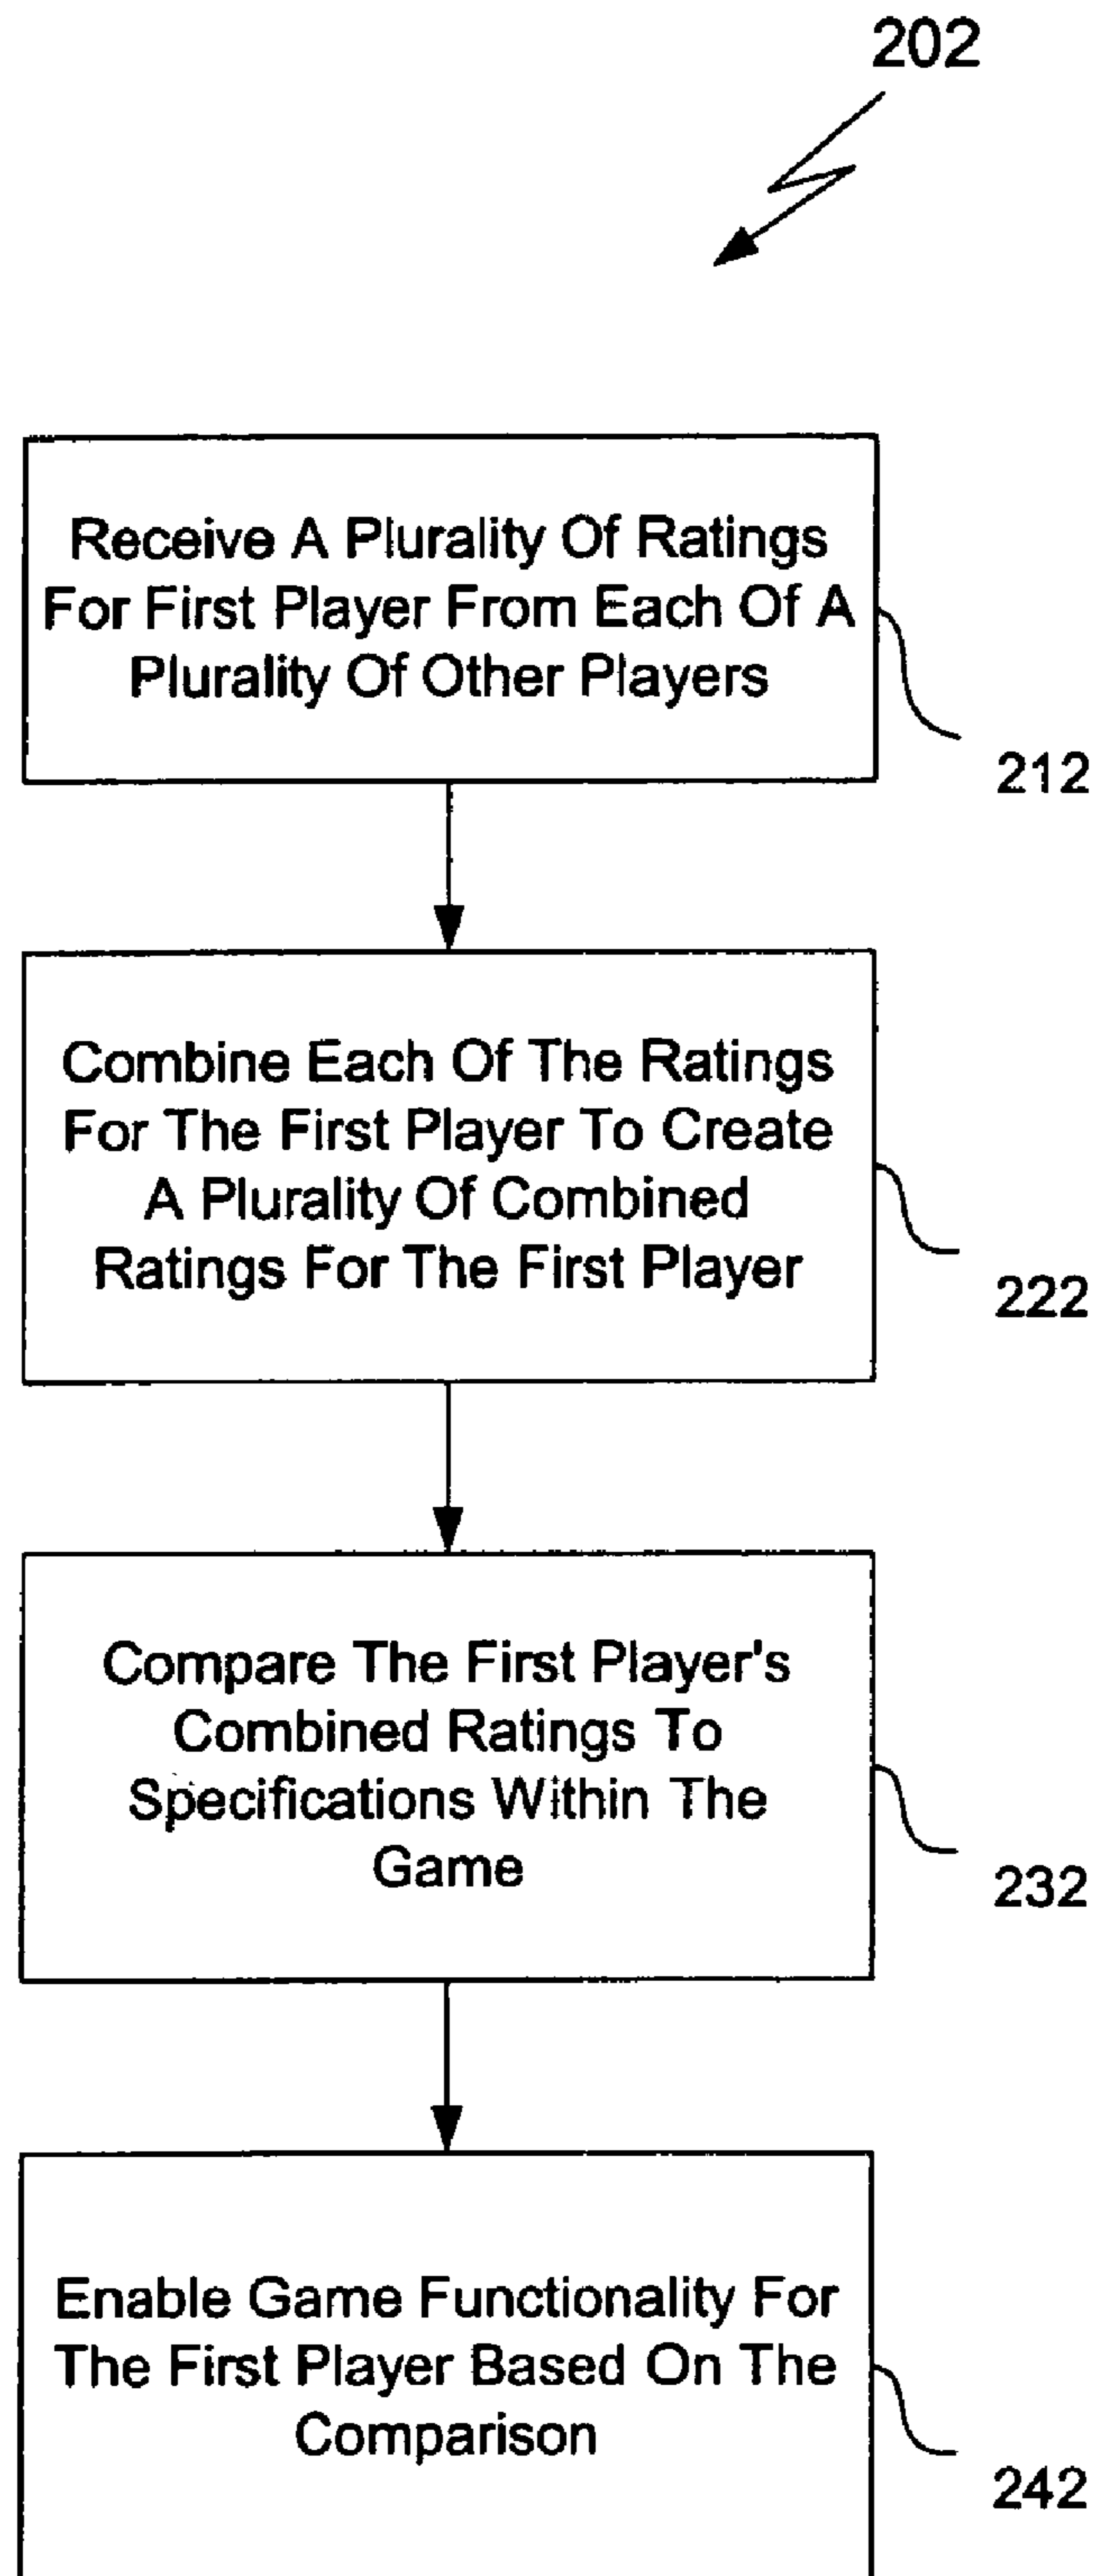 202
Receive A Plurality Of Ratings
For First Player From Each Of A
Plurality Of Other Players
212
Combine Each Of The Ratings
For The First Player To Create
A Plurality Of Combined
Ratings For The First Player
222
Compare The First Player's
Combined Ratings To
Specifications Within The
Game
232
Enable Game Functionality For
The First Player Based On The
Comparison
242